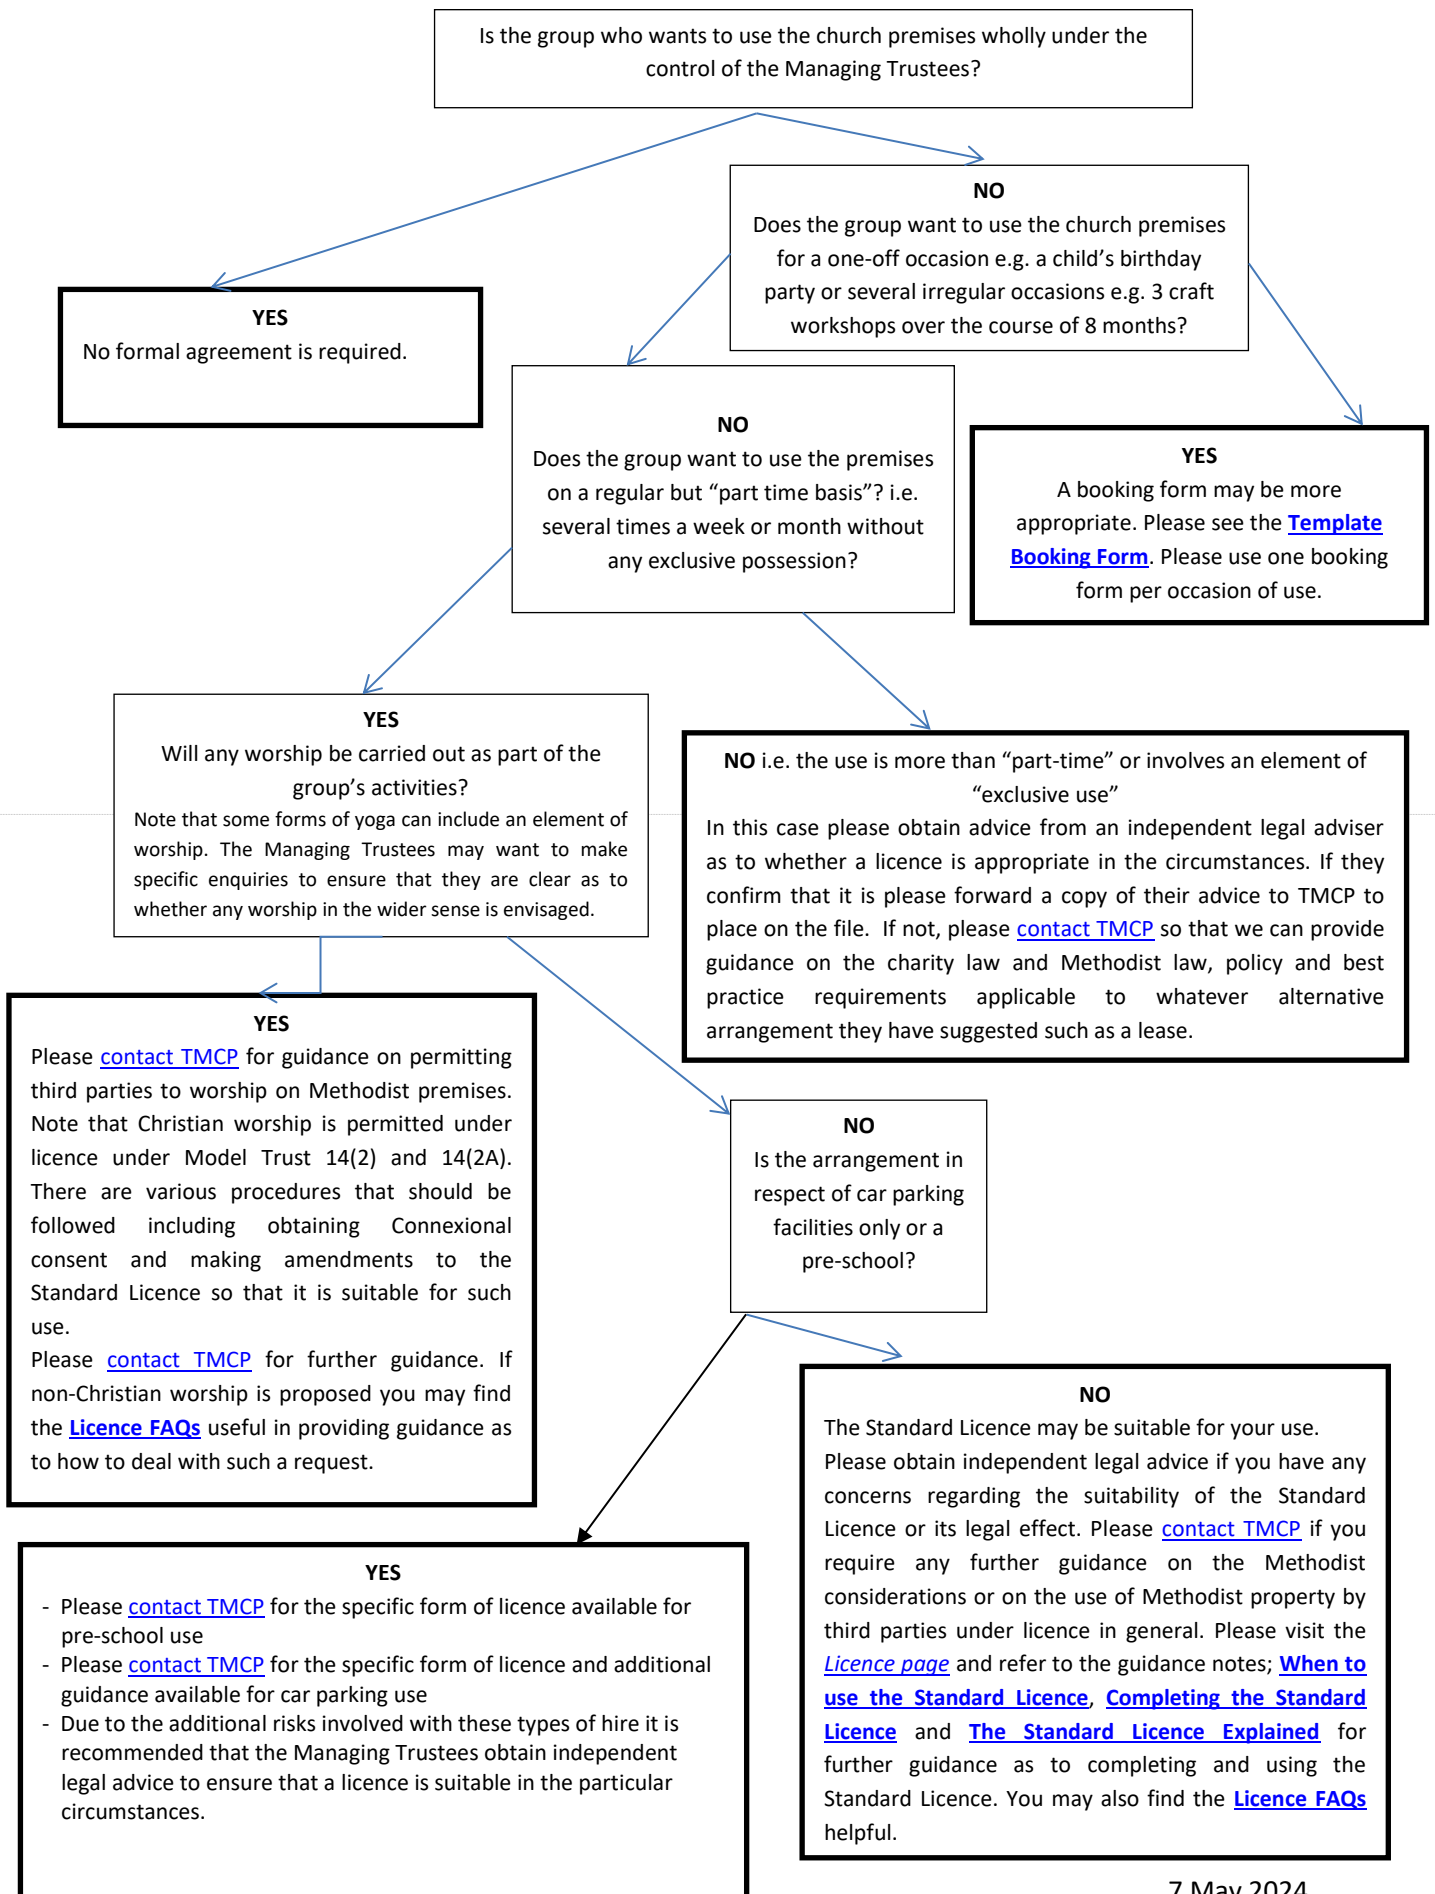 Is the group who wants to use the church premises wholly under the
control of the Managing Trustees?
NO
Does the group want to use the church premises
for a one-off occasion e.g. a child’s birthday
party or several irregular occasions e.g. 3 craft
workshops over the course of 8 months?
YES
No formal agreement is required.
NO
Does the group want to use the premises
on a regular but “part time basis”? i.e.
several times a week or month without
any exclusive possession?
YES
A booking form may be more
appropriate. Please see the Template
Booking Form. Please use one booking
form per occasion of use.
YES
Will any worship be carried out as part of the
group’s activities?
Note that some forms of yoga can include an element of
worship. The Managing Trustees may want to make
specific enquiries to ensure that they are clear as to
whether any worship in the wider sense is envisaged.
NO i.e. the use is more than “part-time” or involves an element of
“exclusive use”
In this case please obtain advice from an independent legal adviser
as to whether a licence is appropriate in the circumstances. If they
confirm that it is please forward a copy of their advice to TMCP to
place on the file. If not, please contact TMCP so that we can provide
guidance on the charity law and Methodist law, policy and best
practice requirements applicable to whatever alternative
arrangement they have suggested such as a lease.
YES
Please contact TMCP for guidance on permitting
third parties to worship on Methodist premises.
Note that Christian worship is permitted under
licence under Model Trust 14(2) and 14(2A).
There are various procedures that should be
followed including obtaining Connexional
consent and making amendments to the
Standard Licence so that it is suitable for such
use.
Please contact TMCP for further guidance. If
non-Christian worship is proposed you may find
the Licence FAQs useful in providing guidance as
to how to deal with such a request.
NO
Is the arrangement in
respect of car parking
facilities only or a
pre-school?
NO
The Standard Licence may be suitable for your use.
Please obtain independent legal advice if you have any
concerns regarding the suitability of the Standard
Licence or its legal effect. Please contact TMCP if you
require any further guidance on the Methodist
considerations or on the use of Methodist property by
third parties under licence in general. Please visit the
Licence page and refer to the guidance notes; When to
use the Standard Licence, Completing the Standard
Licence and The Standard Licence Explained for
further guidance as to completing and using the
Standard Licence. You may also find the Licence FAQs
helpful.
YES
- Please contact TMCP for the specific form of licence available for
pre-school use
- Please contact TMCP for the specific form of licence and additional
guidance available for car parking use
- Due to the additional risks involved with these types of hire it is
recommended that the Managing Trustees obtain independent
legal advice to ensure that a licence is suitable in the particular
circumstances.
7 May 2024